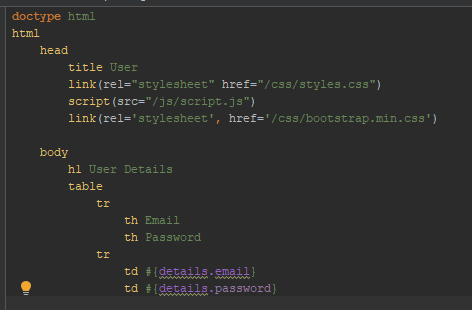 doctype html
html
    head
        title User
        link(rel="stylesheet" href="/css/styles.css")
        script(src="/js/script.js")
        link(rel='stylesheet', href='/css/bootstrap.min.css')

    body
        h1 User Details
        table
            tr
                th Email
                th Password
            tr
                td #{details.email}
                td #{details.password}